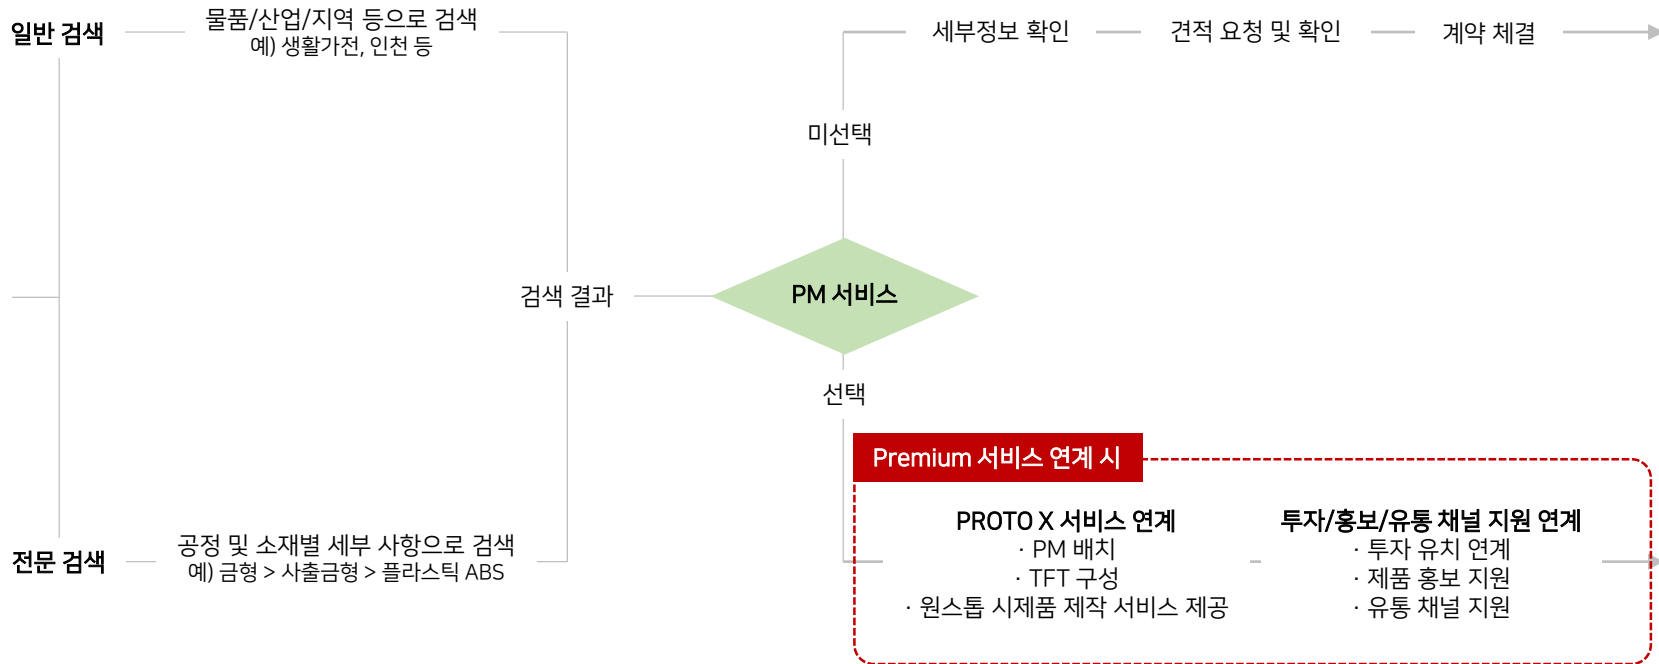 일반 검색
물품/산업/지역 등으로 검색
예) 생활가전, 인천 등
전문 검색
공정 및 소재별 세부 사항으로 검색
예) 금형 > 사출금형 > 플라스틱 ABS
검색 결과
PM 서비스
미선택
세부정보 확인
견적 요청 및 확인
계약 체결
선택
Premium 서비스 연계 시
PROTO X 서비스 연계
· PM 배치
· TFT 구성
· 원스톱 시제품 제작 서비스 제공
투자/홍보/유통 채널 지원 연계
· 투자 유치 연계
· 제품 홍보 지원
· 유통 채널 지원